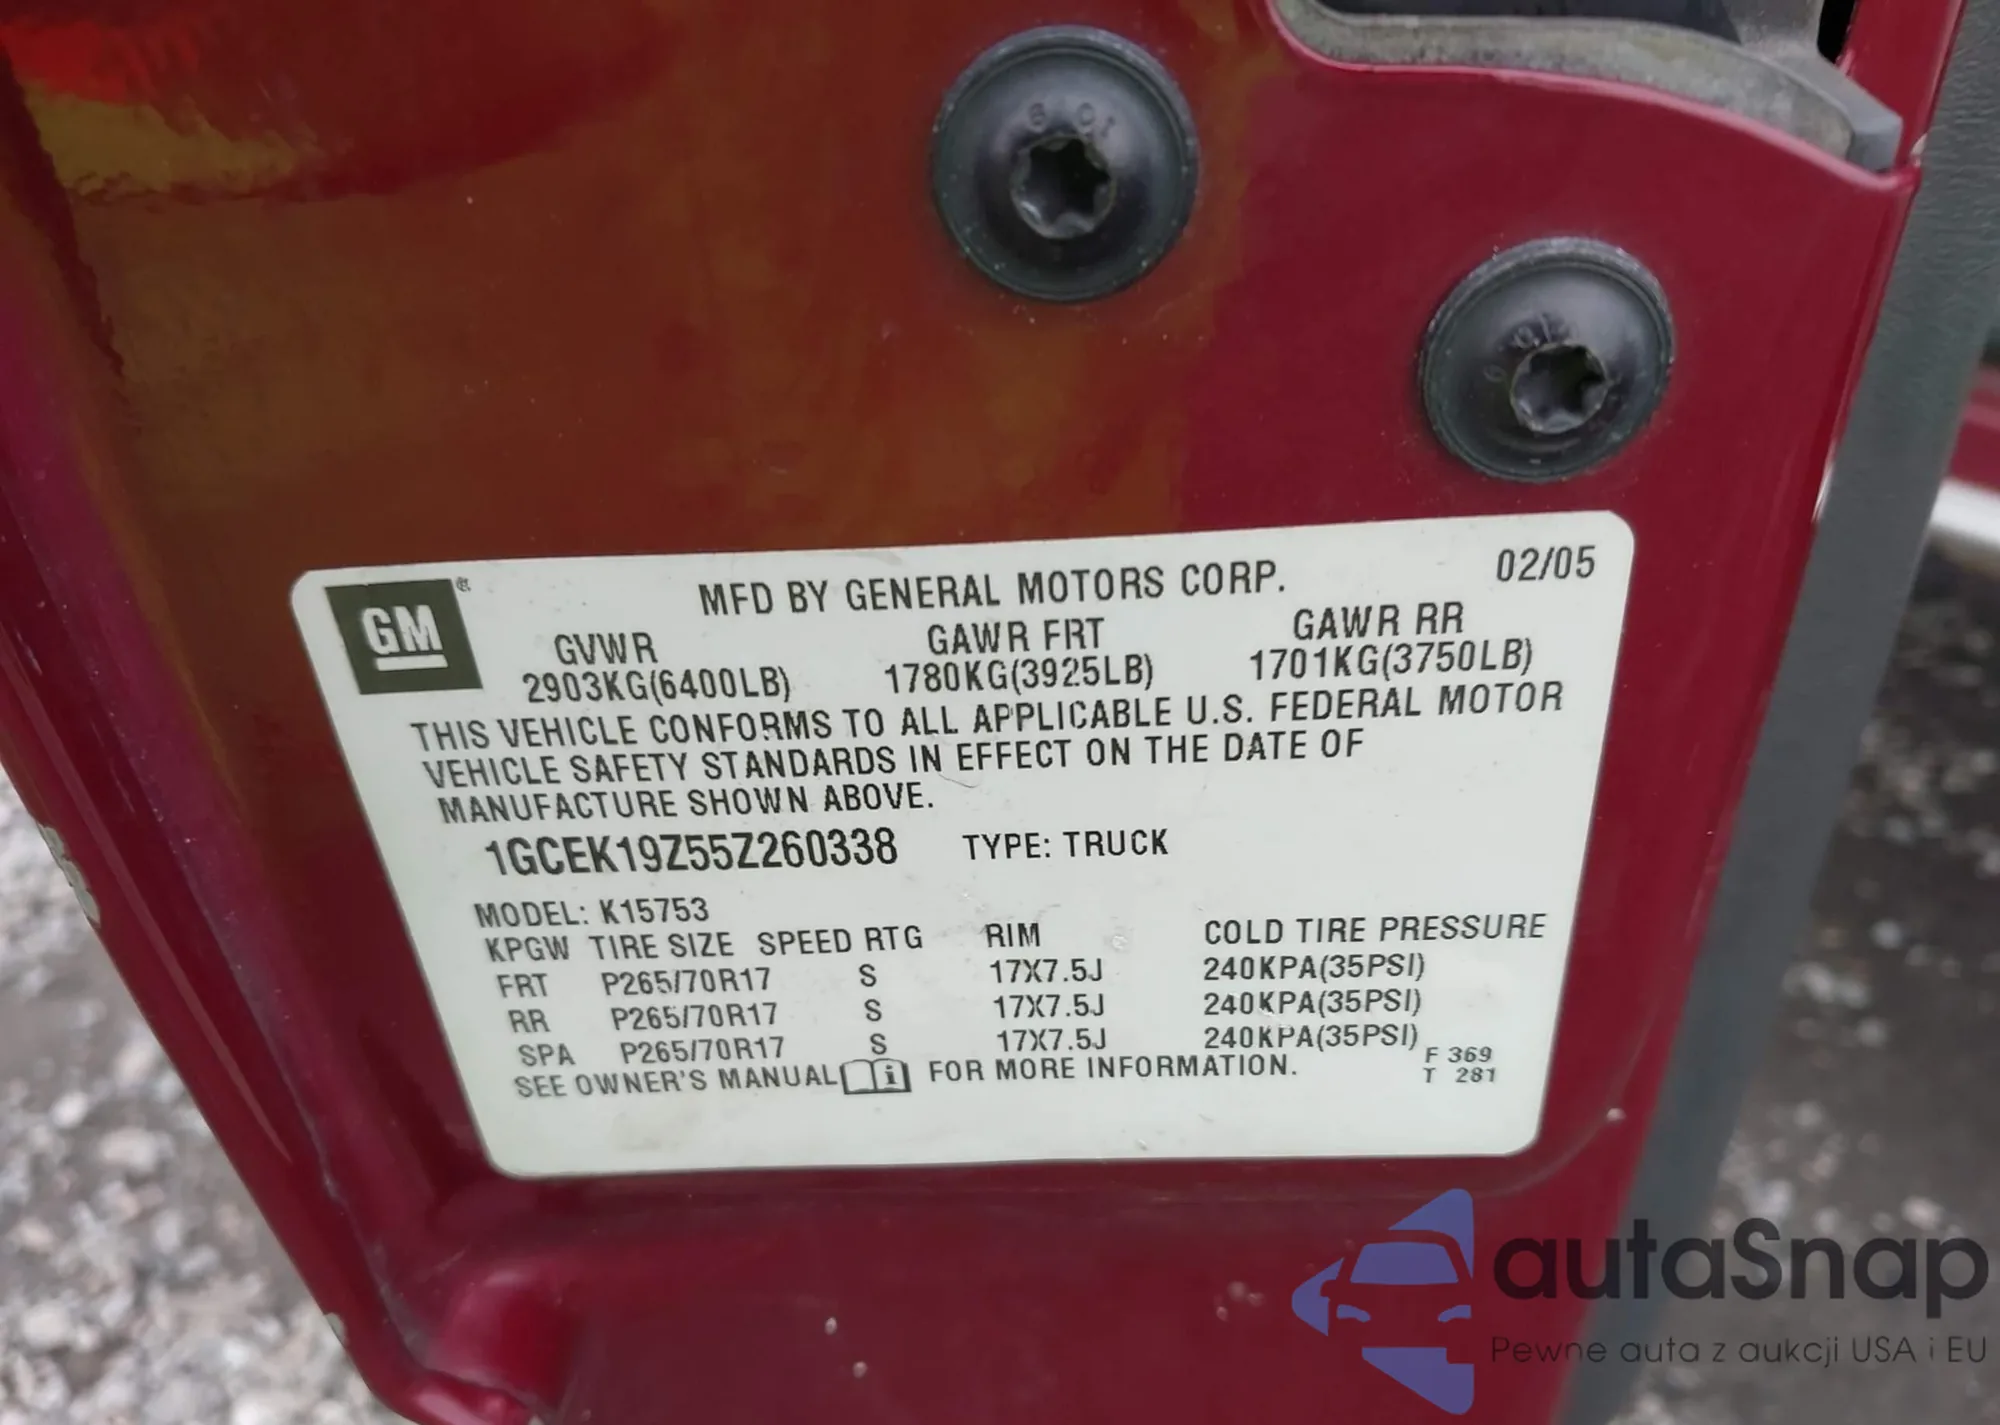 GM ®
MFD BY GENERAL MOTORS CORP. 02/05
GVWR GAWR FRT GAWR RR
2903KG(6400LB) 1780KG(3925LB) 1701KG(3750LB)
THIS VEHICLE CONFORMS TO ALL APPLICABLE U.S. FEDERAL MOTOR
VEHICLE SAFETY STANDARDS IN EFFECT ON THE DATE OF
MANUFACTURE SHOWN ABOVE.
1GCEK19Z55Z260338 TYPE: TRUCK
MODEL: K15753
KPGW TIRE SIZE SPEED RTG RIM COLD TIRE PRESSURE
FRT P265/70R17 S 17X7.5J 240KPA(35PSI)
RR P265/70R17 S 17X7.5J 240KPA(35PSI)
SPA P265/70R17 S 17X7.5J 240KPA(35PSI)
SEE OWNER'S MANUAL i FOR MORE INFORMATION.
F 369
T 281
autaSnap
Pewne auta z aukcji USA i EU